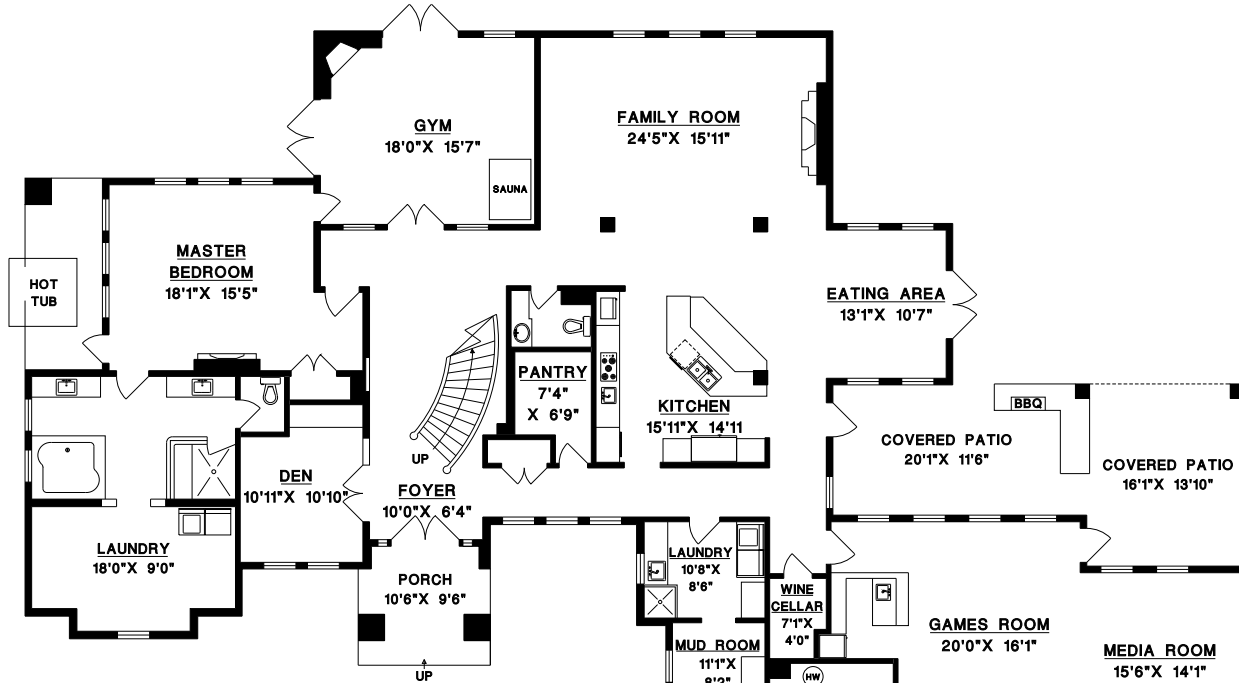 FAMILY ROOM
24'5"X 15'11"
GYM
18'0"X 15'7"
SAUNA
MASTER
BEDROOM
18'1"X 15'5"
HOT
TUB
EATING AREA
13'1"X 10'7"
PANTRY
7'4"
X 6'9"
KITCHEN
15'11"X 14'11
BBQ
COVERED PATIO
20'1"X 11'6"
COVERED PATIO
16'1"X 13'10"
UP
DEN
10'11"X 10'10"
FOYER
10'0"X 6'4"
LAUNDRY
18'0"X 9'0"
PORCH
10'6"X 9'6"
UP
LAUNDRY
10'8"X
8'6"
WINE
CELLAR
7'1"X
4'0"
MUD ROOM
11'1"X
HW
GAMES ROOM
20'0"X 16'1"
MEDIA ROOM
15'6"X 14'1"